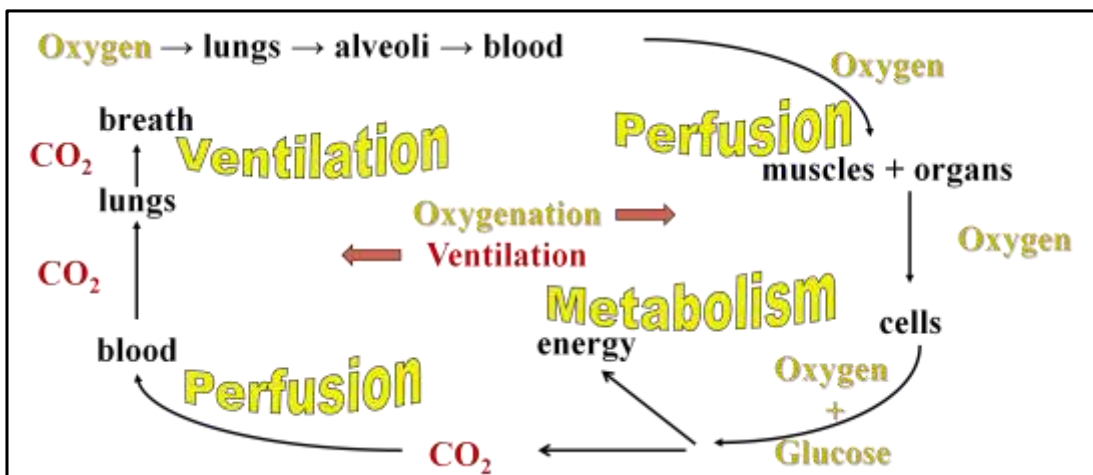 Oxygen → lungs → alveoli → blood
Oxygen
breath
Ventilation
Perfusion
CO₂
muscles + organs
lungs
Oxygenation
Oxygen
Ventilation
CO₂
Metabolism
cells
blood
energy
Perfusion
Oxygen
+
Glucose
CO₂